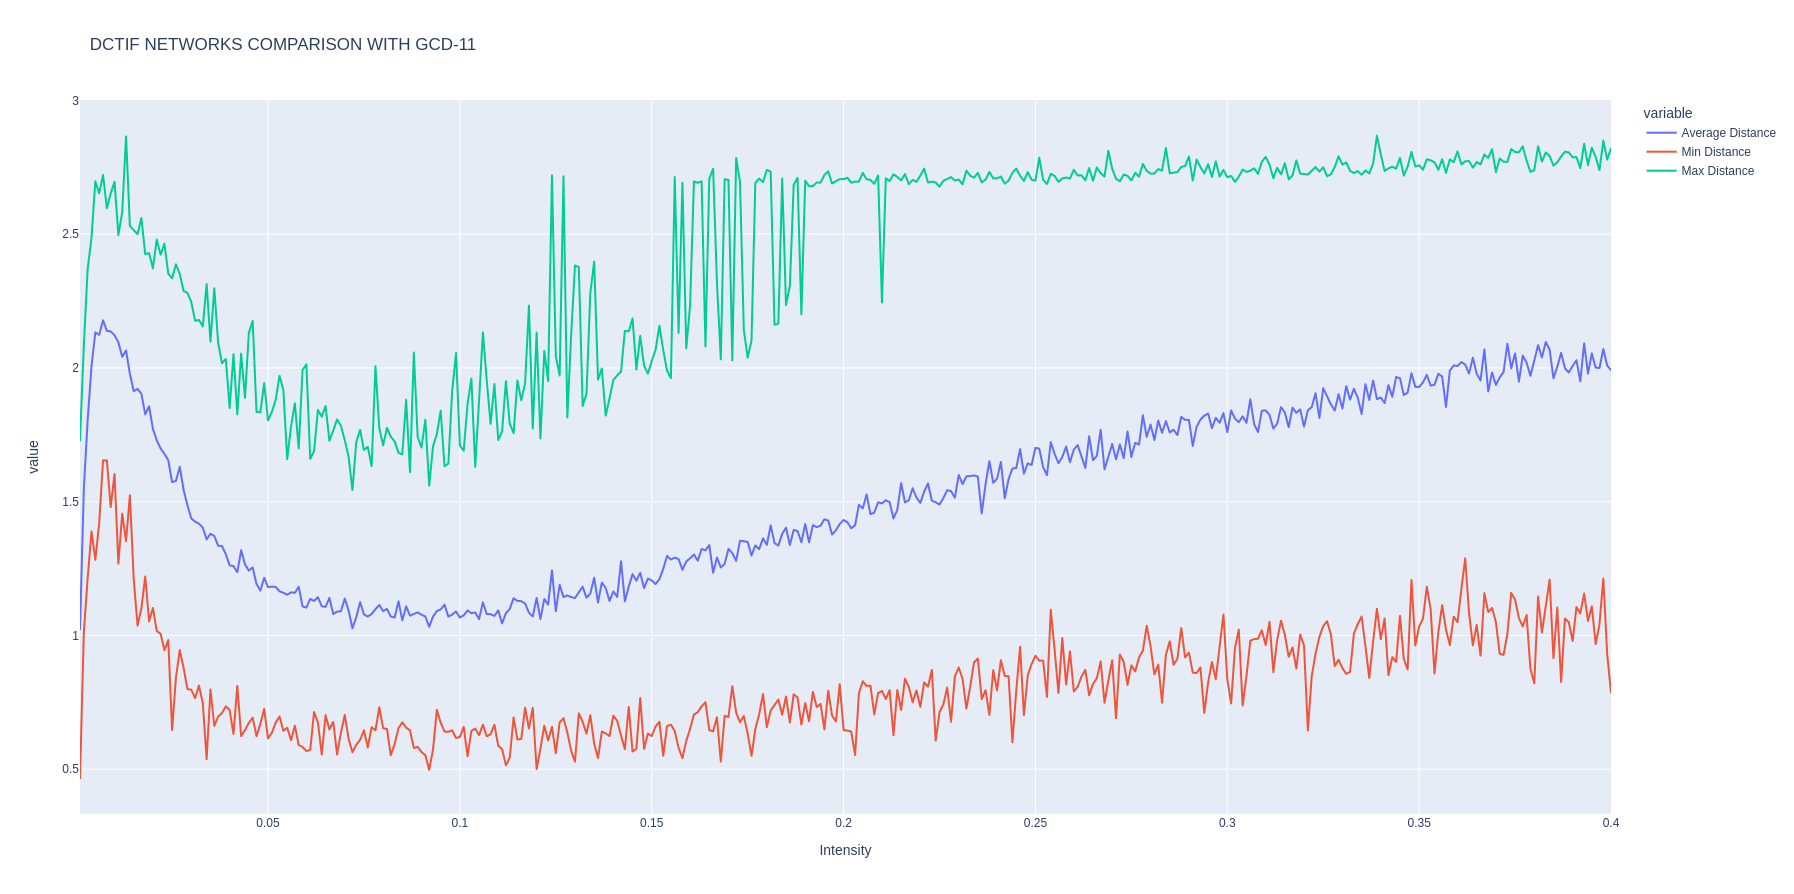 DCTIF NETWORKS COMPARISON WITH GCD-11
variable
Average Distance
Min Distance
Max Distance
value
3
2.5
2
1.5
1
0.5
0.05
0.1
0.15
0.2
0.25
0.3
0.35
0.4
Intensity